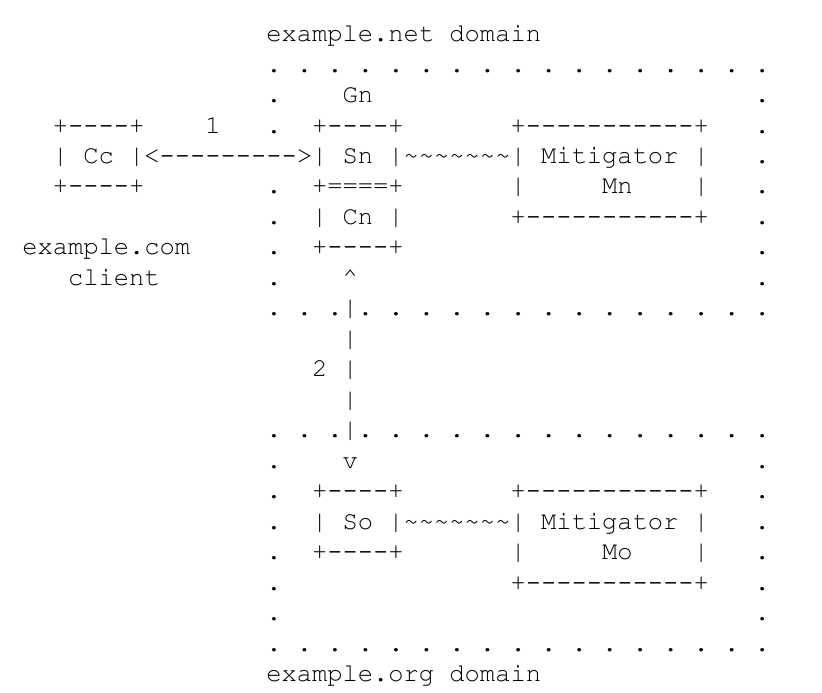 example.net domain
                . . . . . . . . . . . . . . . . .
                .    Gn                         .
  +----+    1   .  +----+       +-----------+   .
  | Cc |<--------->| Sn |~~~~~~~| Mitigator |   .
  +----+        .  +====+       |     Mn    |   .
                .  | Cn |       +-----------+   .
example.com     .  +----+                       .
   client       .    ^                          .
                . . .|. . . . . . . . . . . . . .
                     |
                   2 |
                     |
                . . .|. . . . . . . . . . . . . .
                .    v                          .
                .  +----+       +-----------+   .
                .  | So |~~~~~~~| Mitigator |   .
                .  +----+       |     Mo    |   .
                .               +-----------+   .
                .                               .
                . . . . . . . . . . . . . . . . .
                example.org domain